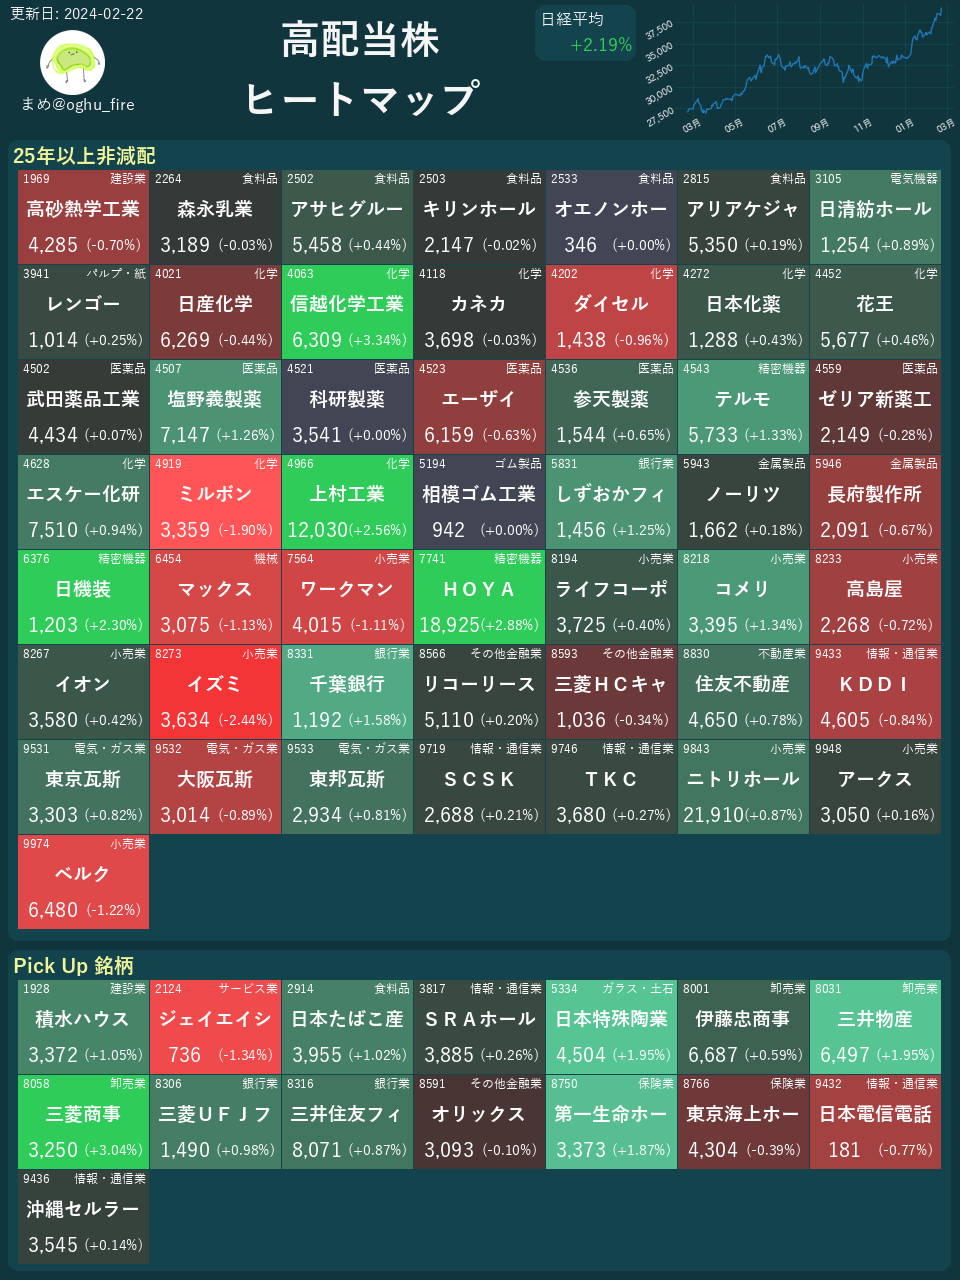 更新日: 2024-02-22
まめ@oghu_fire
高配当株
ヒートマップ
日経平均
+2.19%
37,500
35,000
32,500
30,000
27,500
03月 05月 07月 09月 11月 01月 03月
25年以上非減配
1969 建設業
高砂熱学工業
4,285 (-0.70%)
2264 食料品
森永乳業
3,189 (-0.03%)
2502 食料品
アサヒグルー
5,458 (+0.44%)
2503 食料品
キリンホール
2,147 (-0.02%)
2533 食料品
オエノンホー
346 (+0.00%)
2815 食料品
アリアケジャ
5,350 (+0.19%)
3105 電気機器
日清紡ホール
1,254 (+0.89%)
3941 パルプ・紙
レンゴー
1,014 (+0.25%)
4021 化学
日産化学
6,269 (-0.44%)
4063 化学
信越化学工業
6,309 (+3.34%)
4118 化学
カネカ
3,698 (-0.03%)
4202 化学
ダイセル
1,438 (-0.96%)
4272 化学
日本化薬
1,288 (+0.43%)
4452 化学
花王
5,677 (+0.46%)
4502 医薬品
武田薬品工業
4,434 (+0.07%)
4507 医薬品
塩野義製薬
7,147 (+1.26%)
4521 医薬品
科研製薬
3,541 (+0.00%)
4523 医薬品
エーザイ
6,159 (-0.63%)
4536 医薬品
参天製薬
1,544 (+0.65%)
4543 精密機器
テルモ
5,733 (+1.33%)
4559 医薬品
ゼリア新薬工
2,149 (-0.28%)
4628 化学
エスケー化研
7,510 (+0.94%)
4919 化学
ミルボン
3,359 (-1.90%)
4966 化学
上村工業
12,030(+2.56%)
5194 ゴム製品
相模ゴム工業
942 (+0.00%)
5831 銀行業
しずおかフィ
1,456 (+1.25%)
5943 金属製品
ノーリツ
1,662 (+0.18%)
5946 金属製品
長府製作所
2,091 (-0.67%)
6376 精密機器
日機装
1,203 (+2.30%)
6454 機械
マックス
3,075 (-1.13%)
7564 小売業
ワークマン
4,015 (-1.11%)
7741 精密機器
ＨＯＹＡ
18,925(+2.88%)
8194 小売業
ライフコーポ
3,725 (+0.40%)
8218 小売業
コメリ
3,395 (+1.34%)
8233 小売業
高島屋
2,268 (-0.72%)
8267 小売業
イオン
3,580 (+0.42%)
8273 小売業
イズミ
3,634 (-2.44%)
8331 銀行業
千葉銀行
1,192 (+1.58%)
8566 その他金融業
リコーリース
5,110 (+0.20%)
8593 その他金融業
三菱ＨＣキャ
1,036 (-0.34%)
8830 不動産業
住友不動産
4,650 (+0.78%)
9433 情報・通信業
ＫＤＤＩ
4,605 (-0.84%)
9531 電気・ガス業
東京瓦斯
3,303 (+0.82%)
9532 電気・ガス業
大阪瓦斯
3,014 (-0.89%)
9533 電気・ガス業
東邦瓦斯
2,934 (+0.81%)
9719 情報・通信業
ＳＣＳＫ
2,688 (+0.21%)
9746 情報・通信業
ＴＫＣ
3,680 (+0.27%)
9843 小売業
ニトリホール
21,910(+0.87%)
9948 小売業
アークス
3,050 (+0.16%)
9974 小売業
ベルク
6,480 (-1.22%)
Pick Up 銘柄
1928 建設業
積水ハウス
3,372 (+1.05%)
2124 サービス業
ジェイエイシ
736 (-1.34%)
2914 食料品
日本たばこ産
3,955 (+1.02%)
3817 情報・通信業
ＳＲＡホール
3,885 (+0.26%)
5334 ガラス・土石
日本特殊陶業
4,504 (+1.95%)
8001 卸売業
伊藤忠商事
6,687 (+0.59%)
8031 卸売業
三井物産
6,497 (+1.95%)
8058 卸売業
三菱商事
3,250 (+3.04%)
8306 銀行業
三菱ＵＦＪフ
1,490 (+0.98%)
8316 銀行業
三井住友フィ
8,071 (+0.87%)
8591 その他金融業
オリックス
3,093 (-0.10%)
8750 保険業
第一生命ホー
3,373 (+1.87%)
8766 保険業
東京海上ホー
4,304 (-0.39%)
9432 情報・通信業
日本電信電話
181 (-0.77%)
9436 情報・通信業
沖縄セルラー
3,545 (+0.14%)